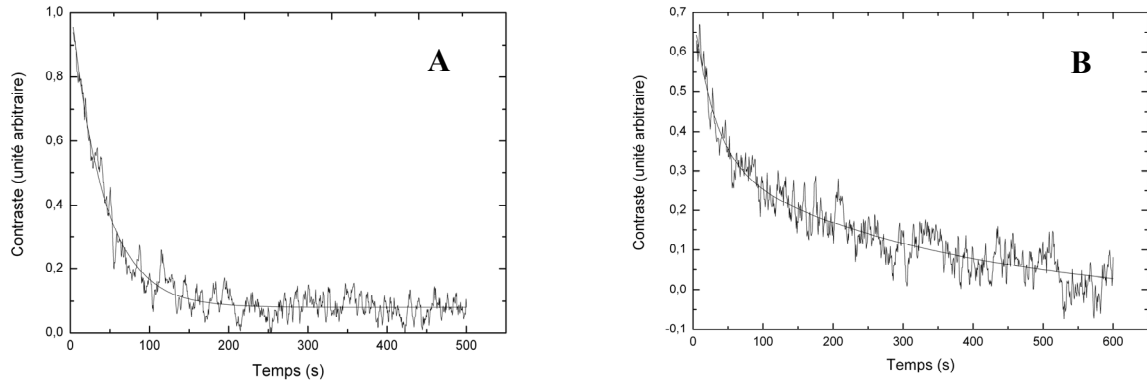 A
Contraste (unité arbitraire)
1,0
0,8
0,6
0,4
0,2
0,0
0 100 200 300 400 500
Temps (s)
B
Contraste (unité arbitraire)
0,7
0,6
0,5
0,4
0,3
0,2
0,1
0,0
-0,1
0 100 200 300 400 500 600
Temps (s)